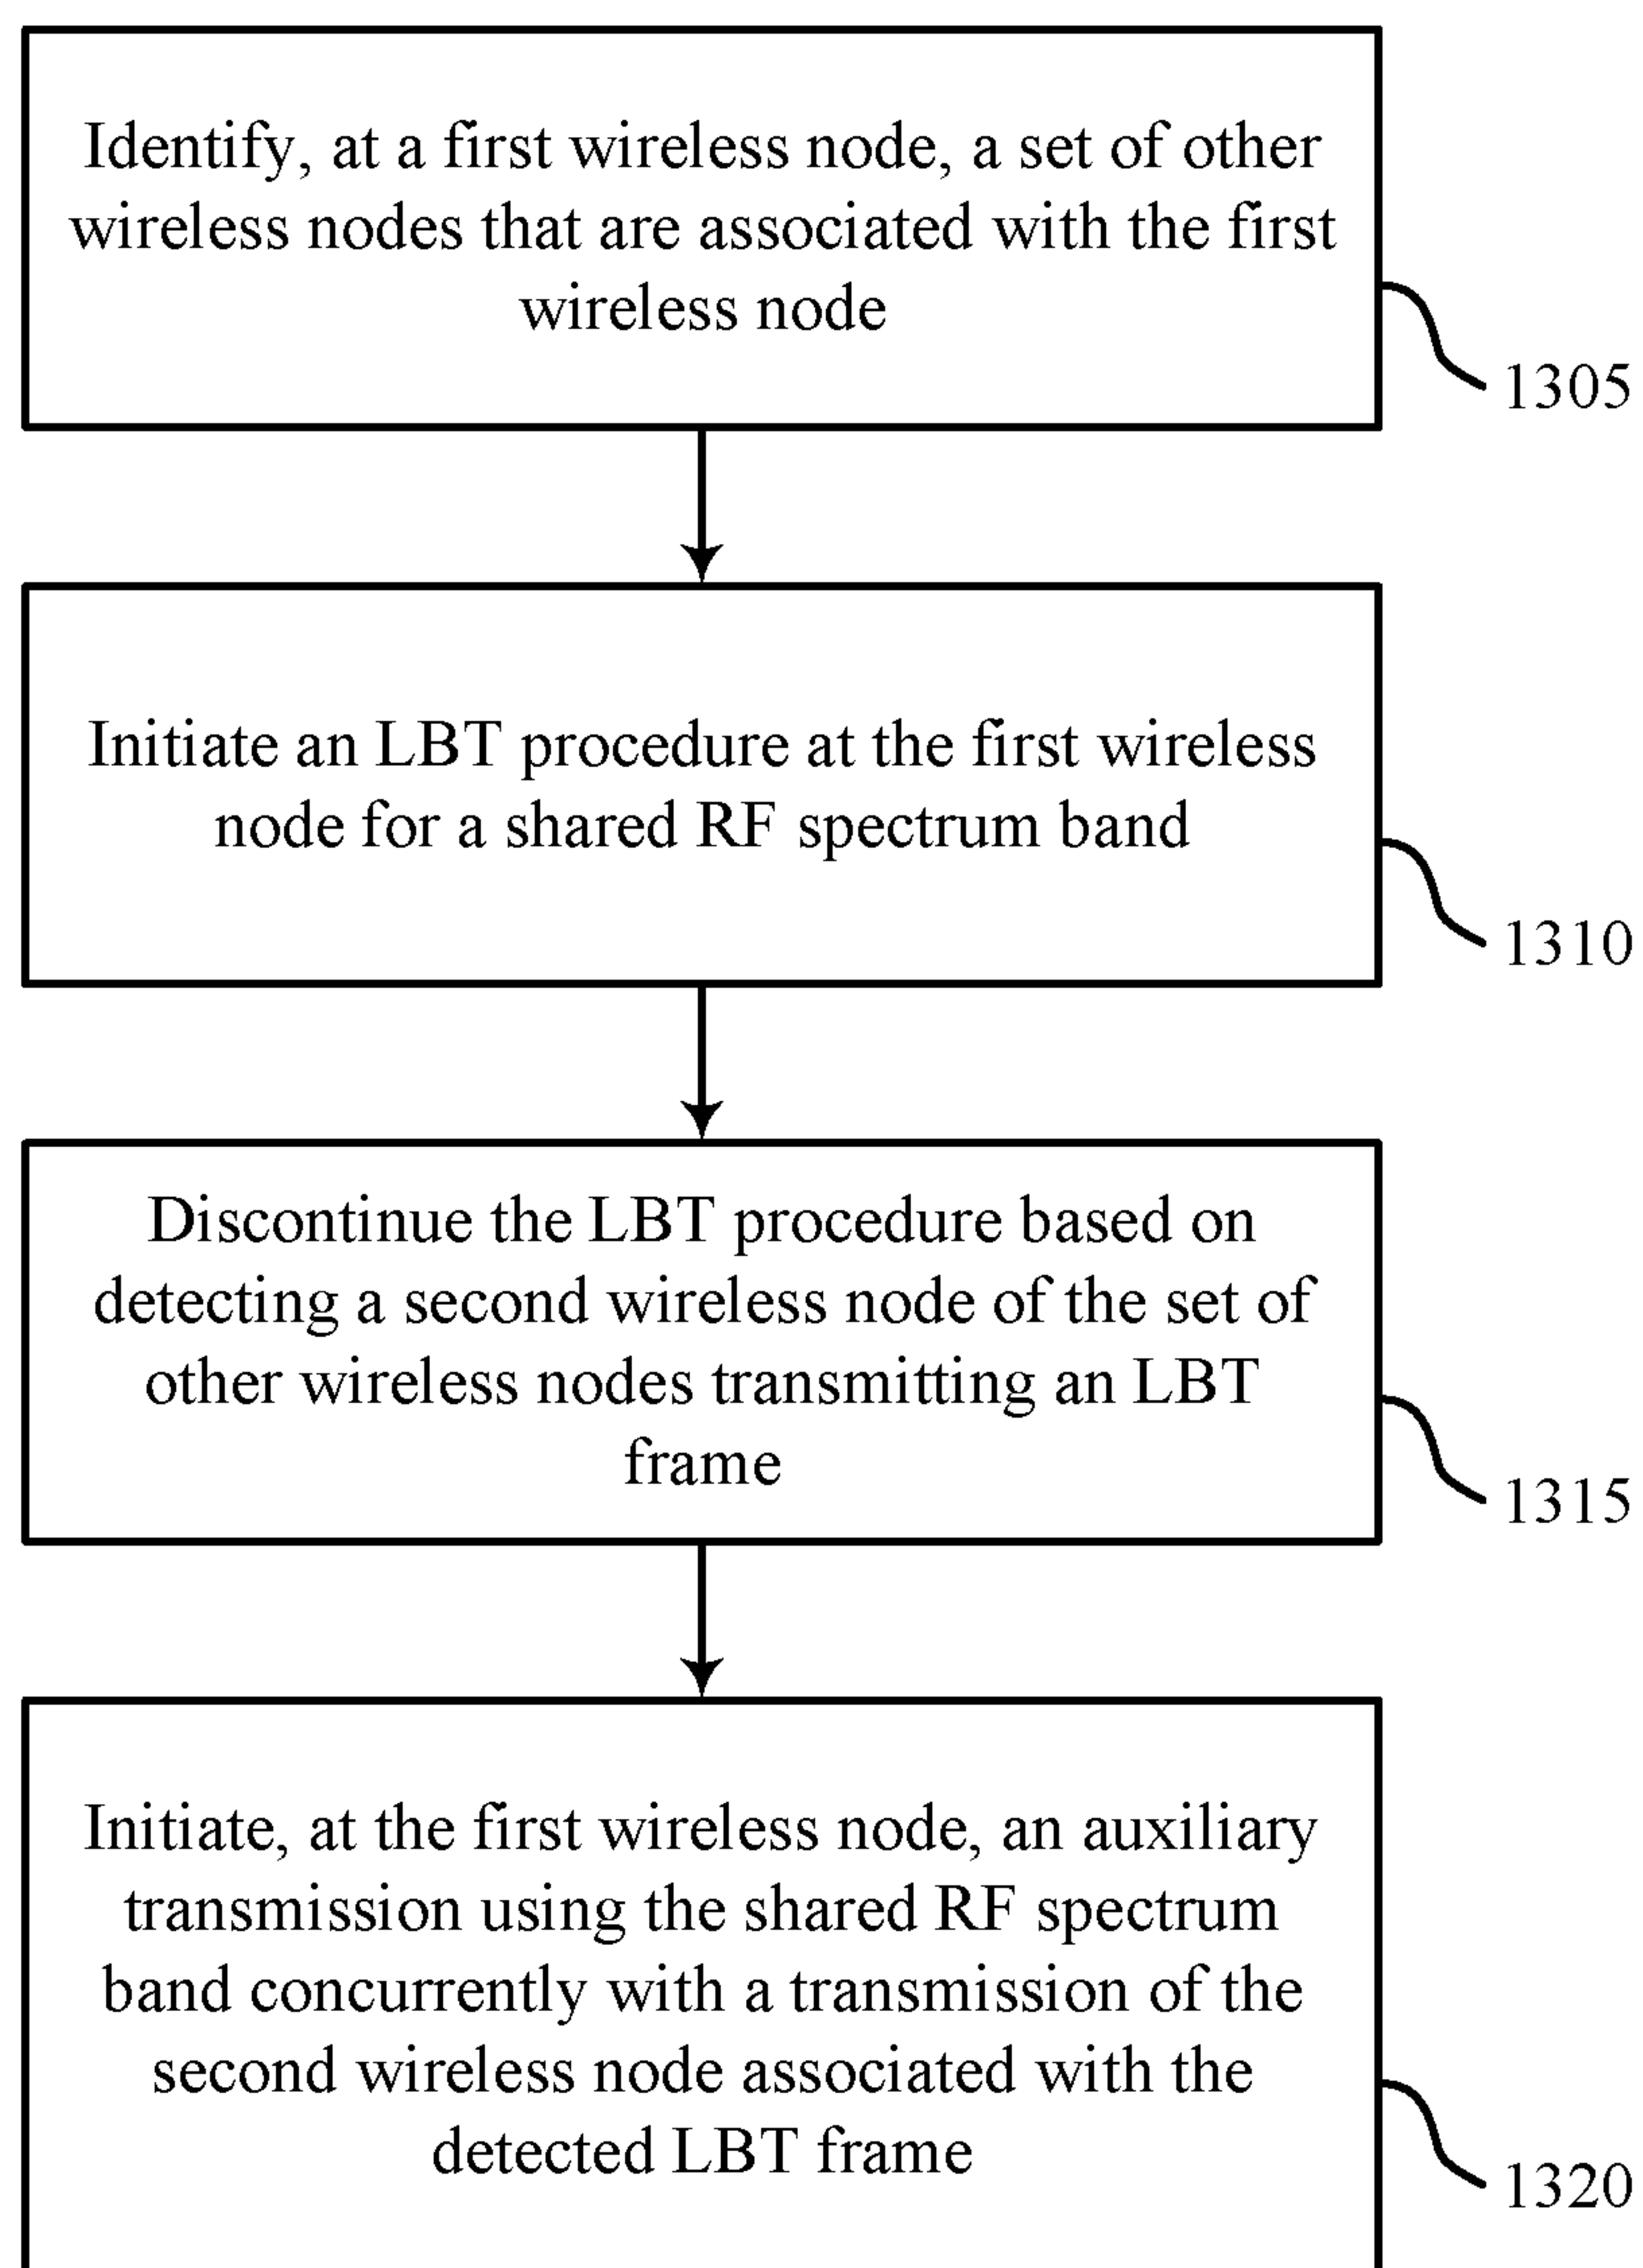 Identify, at a first wireless node, a set of other
wireless nodes that are associated with the first
wireless node
1305
Initiate an LBT procedure at the first wireless
node for a shared RF spectrum band
1310
Discontinue the LBT procedure based on
detecting a second wireless node of the set of
other wireless nodes transmitting an LBT
frame
1315
Initiate, at the first wireless node, an auxiliary
transmission using the shared RF spectrum
band concurrently with a transmission of the
second wireless node associated with the
detected LBT frame
1320